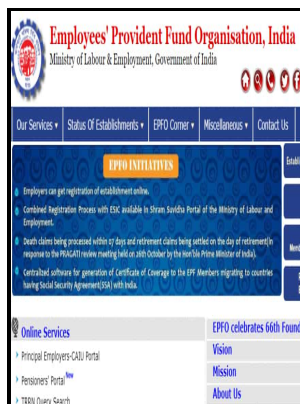 Employees' Provident Fund Organisation, India
Ministry of Labour & Employment, Government of India
Our Services Status Of Establishments EPFO Corner Miscellaneous Contact Us
EPFO INITIATIVES
Employers can get registration of establishment online.
Combined Registration Process with ESIC available in Shram Suvidha Portal of the Ministry of Labour and
Employment.
Death claims being processed within 07 days and retirement claims being settled on the day of retirement(in
response to the PRAGATI review meeting held on 26th October by the Hon'ble Prime Minister of India).
Centralized software for generation of Certificate of Coverage to the EPF Members migrating to countries
having Social Security Agreement(SSA) with India.
Establi
Mem
Online Services
Principal Employers-CAIU Portal
Pensioners' Portal New
TRRN Query Search
EPFO celebrates 66th Found
Vision
Mission
About Us